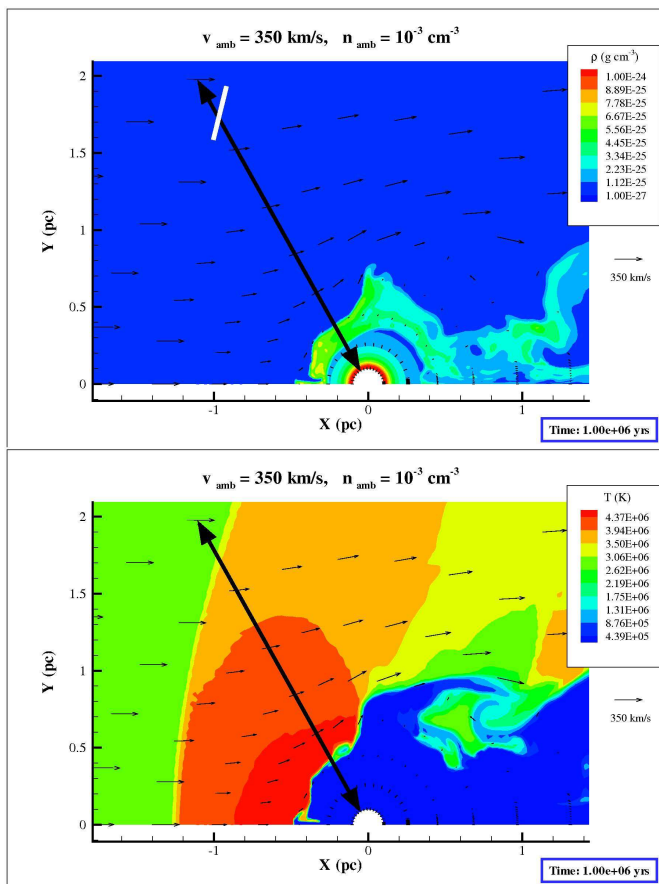 v amb = 350 km/s, n amb = 10⁻³ cm⁻³
ρ (g cm⁻³)
1.00E-24
8.89E-25
7.78E-25
6.67E-25
5.56E-25
4.45E-25
3.34E-25
2.23E-25
1.12E-25
1.00E-27
350 km/s
2
1.5
1
0.5
0
Y (pc)
-1 0 1
X (pc)
Time: 1.00e+06 yrs
v amb = 350 km/s, n amb = 10⁻³ cm⁻³
T (K)
4.37E+06
3.94E+06
3.50E+06
3.06E+06
2.62E+06
2.19E+06
1.75E+06
1.31E+06
8.76E+05
4.39E+05
350 km/s
2
1.5
1
0.5
0
Y (pc)
-1 0 1
X (pc)
Time: 1.00e+06 yrs